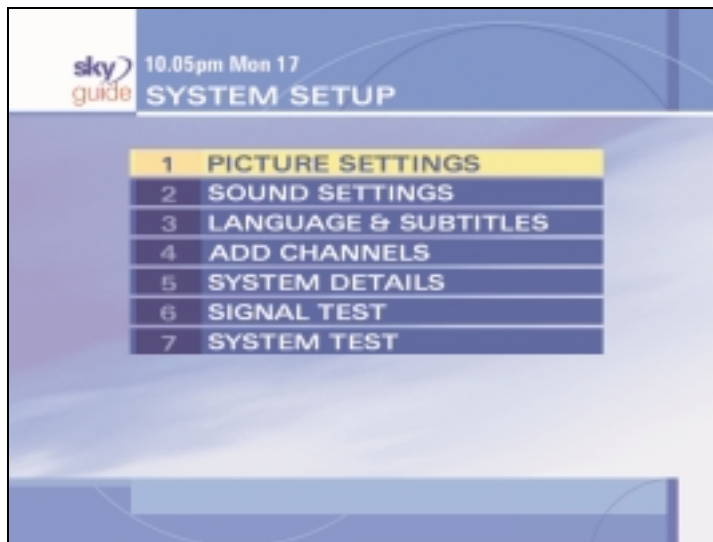 sky
guide
10.05pm Mon 17
SYSTEM SETUP
1 PICTURE SETTINGS
2 SOUND SETTINGS
3 LANGUAGE & SUBTITLES
4 ADD CHANNELS
5 SYSTEM DETAILS
6 SIGNAL TEST
7 SYSTEM TEST